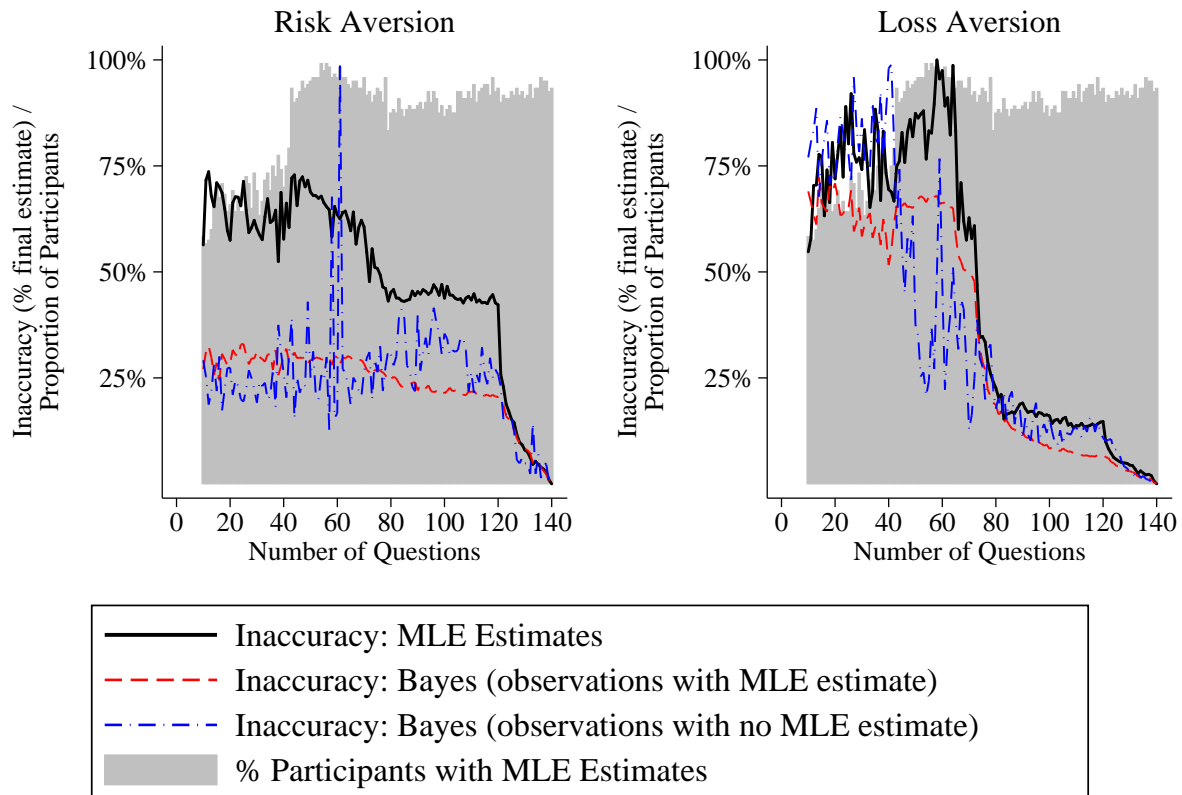 Risk Aversion
Loss Aversion
Inaccuracy (% final estimate) /
Proportion of Participants
100%
75%
50%
25%
0 20 40 60 80 100 120 140
Number of Questions
Inaccuracy (% final estimate) /
Proportion of Participants
100%
75%
50%
25%
0 20 40 60 80 100 120 140
Number of Questions
Inaccuracy: MLE Estimates
Inaccuracy: Bayes (observations with MLE estimate)
Inaccuracy: Bayes (observations with no MLE estimate)
% Participants with MLE Estimates